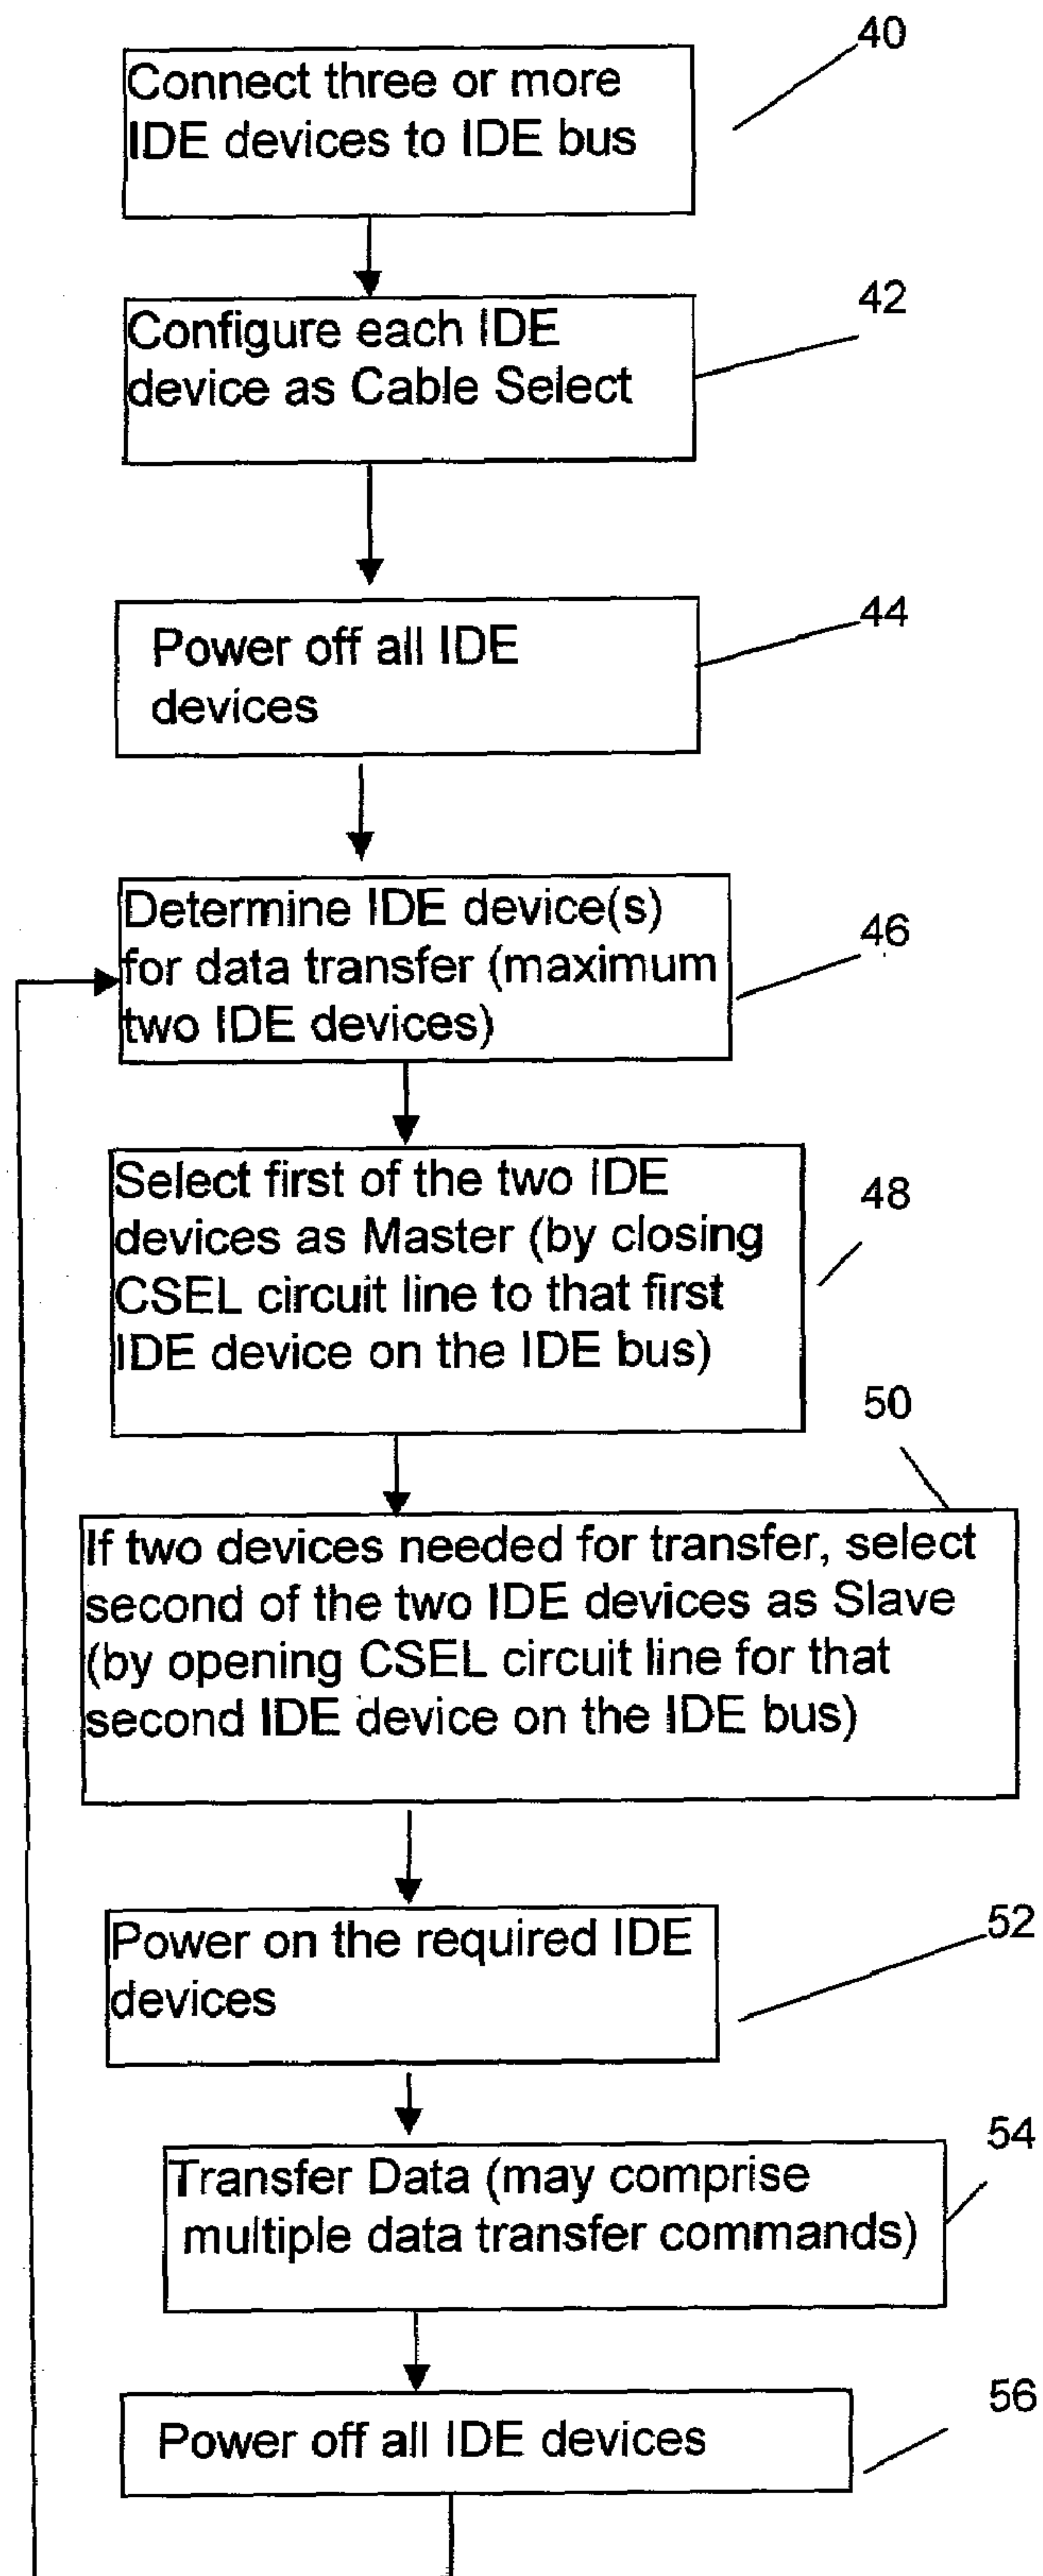 40
Connect three or more
IDE devices to IDE bus
42
Configure each IDE
device as Cable Select
44
Power off all IDE
devices
46
Determine IDE device(s)
for data transfer (maximum
two IDE devices)
48
Select first of the two IDE
devices as Master (by closing
CSEL circuit line to that first
IDE device on the IDE bus)
50
If two devices needed for transfer, select
second of the two IDE devices as Slave
(by opening CSEL circuit line for that
second IDE device on the IDE bus)
52
Power on the required IDE
devices
54
Transfer Data (may comprise
multiple data transfer commands)
56
Power off all IDE devices